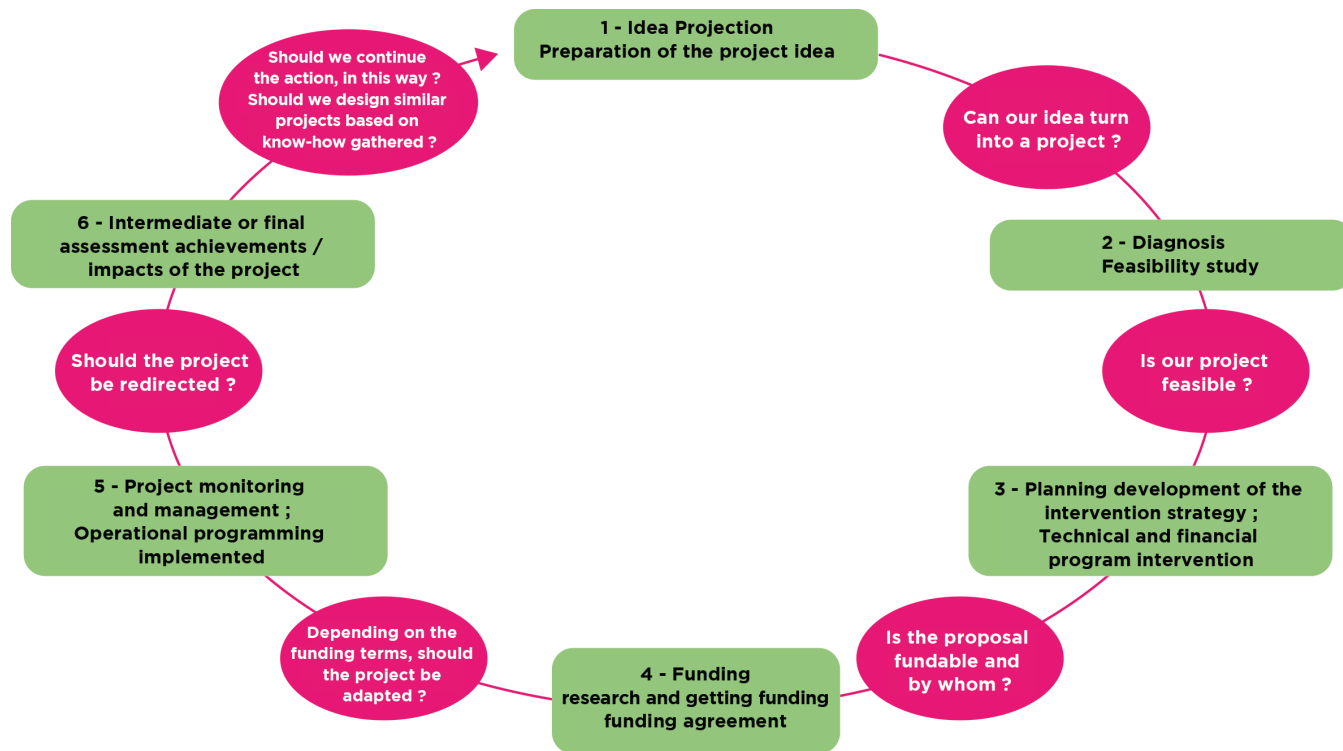 1 - Idea Projection
Preparation of the project idea
Can our idea turn
into a project ?
2 - Diagnosis
Feasibility study
Is our project
feasible ?
3 - Planning development of the
intervention strategy ;
Technical and financial
program intervention
Is the proposal
fundable and
by whom ?
4 - Funding
research and getting funding
funding agreement
Depending on the
funding terms, should
the project be
adapted ?
5 - Project monitoring
and management ;
Operational programming
implemented
Should the project
be redirected ?
6 - Intermediate or final
assessment achievements /
impacts of the project
Should we continue
the action, in this way ?
Should we design similar
projects based on
know-how gathered ?